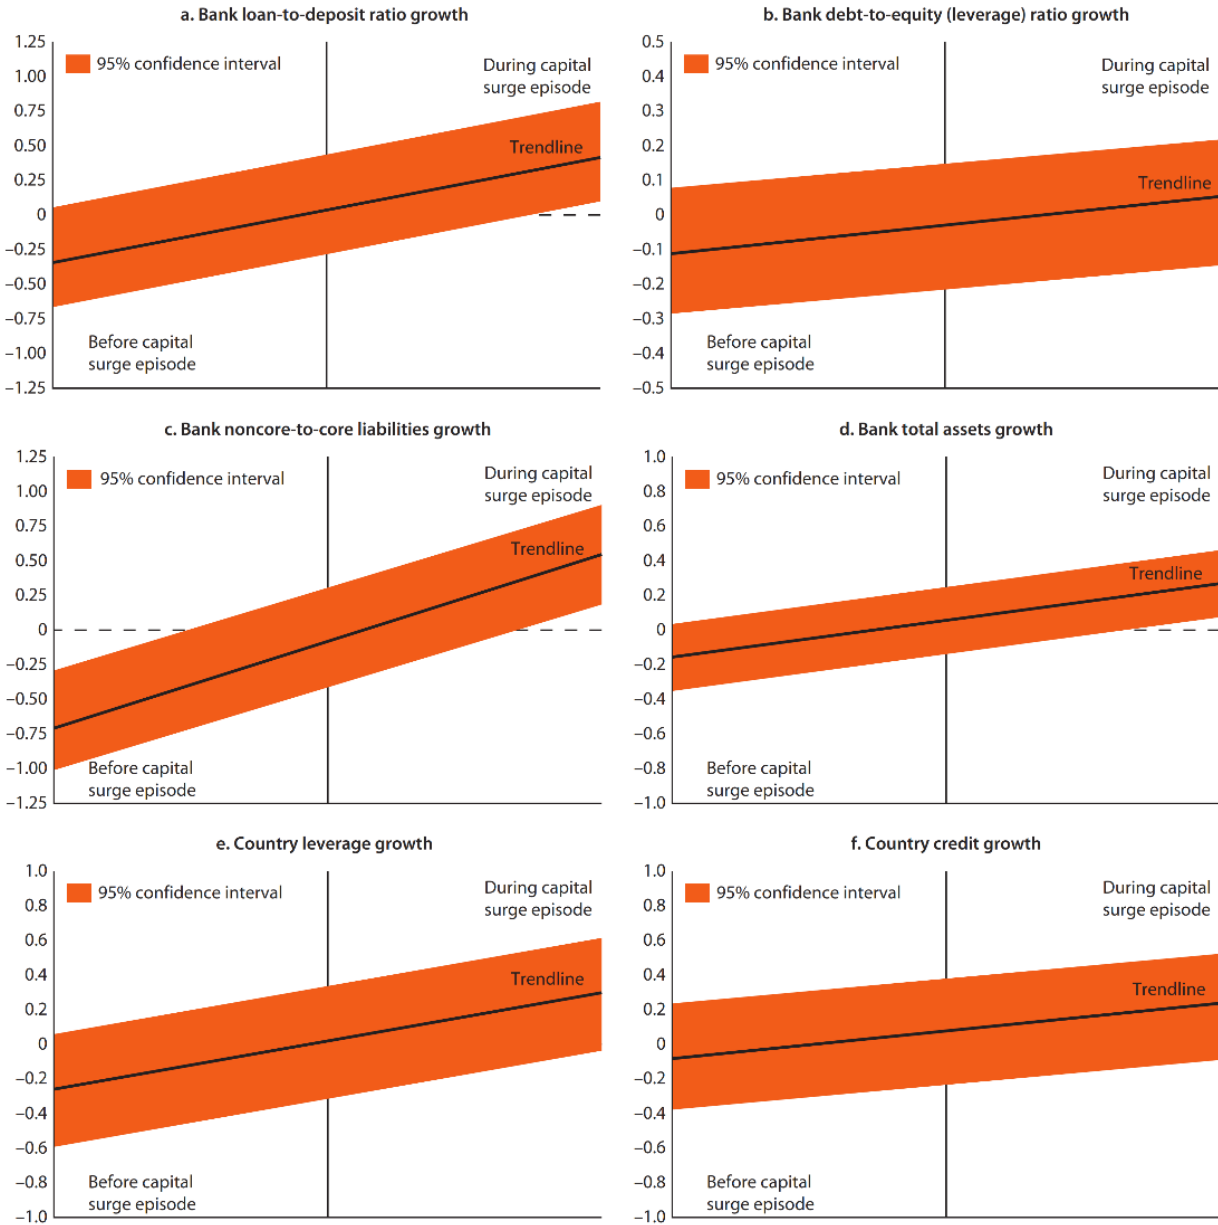 a. Bank loan-to-deposit ratio growth
1.25
1.00
0.75
0.50
0.25
0
–0.25
–0.50
–0.75
–1.00
–1.25
95% confidence interval
During capital
surge episode
Trendline
Before capital
surge episode
b. Bank debt-to-equity (leverage) ratio growth
0.5
0.4
0.3
0.2
0.1
0
–0.1
–0.2
–0.3
–0.4
–0.5
95% confidence interval
During capital
surge episode
Trendline
Before capital
surge episode
c. Bank noncore-to-core liabilities growth
1.25
1.00
0.75
0.50
0.25
0
–0.25
–0.50
–0.75
–1.00
–1.25
95% confidence interval
During capital
surge episode
Trendline
Before capital
surge episode
d. Bank total assets growth
1.0
0.8
0.6
0.4
0.2
0
–0.2
–0.4
–0.6
–0.8
–1.0
95% confidence interval
During capital
surge episode
Trendline
Before capital
surge episode
e. Country leverage growth
1.0
0.8
0.6
0.4
0.2
0
–0.2
–0.4
–0.6
–0.8
–1.0
95% confidence interval
During capital
surge episode
Trendline
Before capital
surge episode
f. Country credit growth
1.0
0.8
0.6
0.4
0.2
0
–0.2
–0.4
–0.6
–0.8
–1.0
95% confidence interval
During capital
surge episode
Trendline
Before capital
surge episode